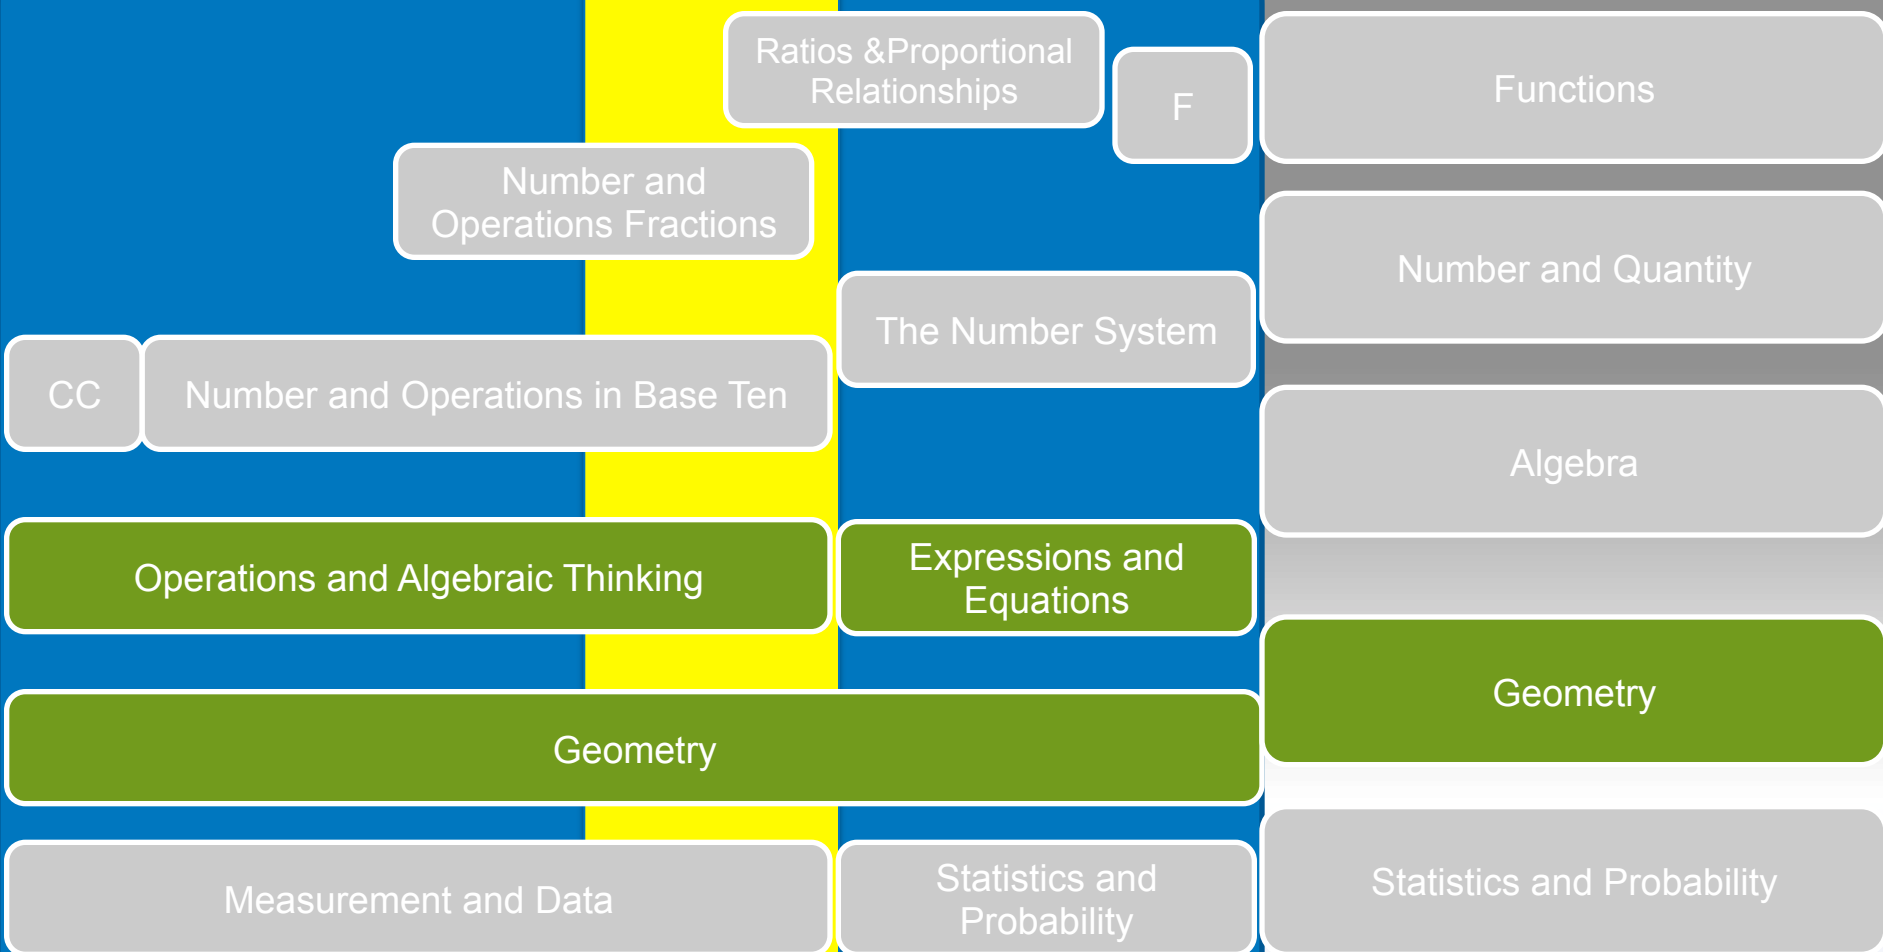 Ratios &Proportional
Relationships
F
Functions
Number and
Operations Fractions
Number and Quantity
The Number System
CC
Number and Operations in Base Ten
Algebra
Operations and Algebraic Thinking
Expressions and
Equations
Geometry
Geometry
Measurement and Data
Statistics and
Probability
Statistics and Probability